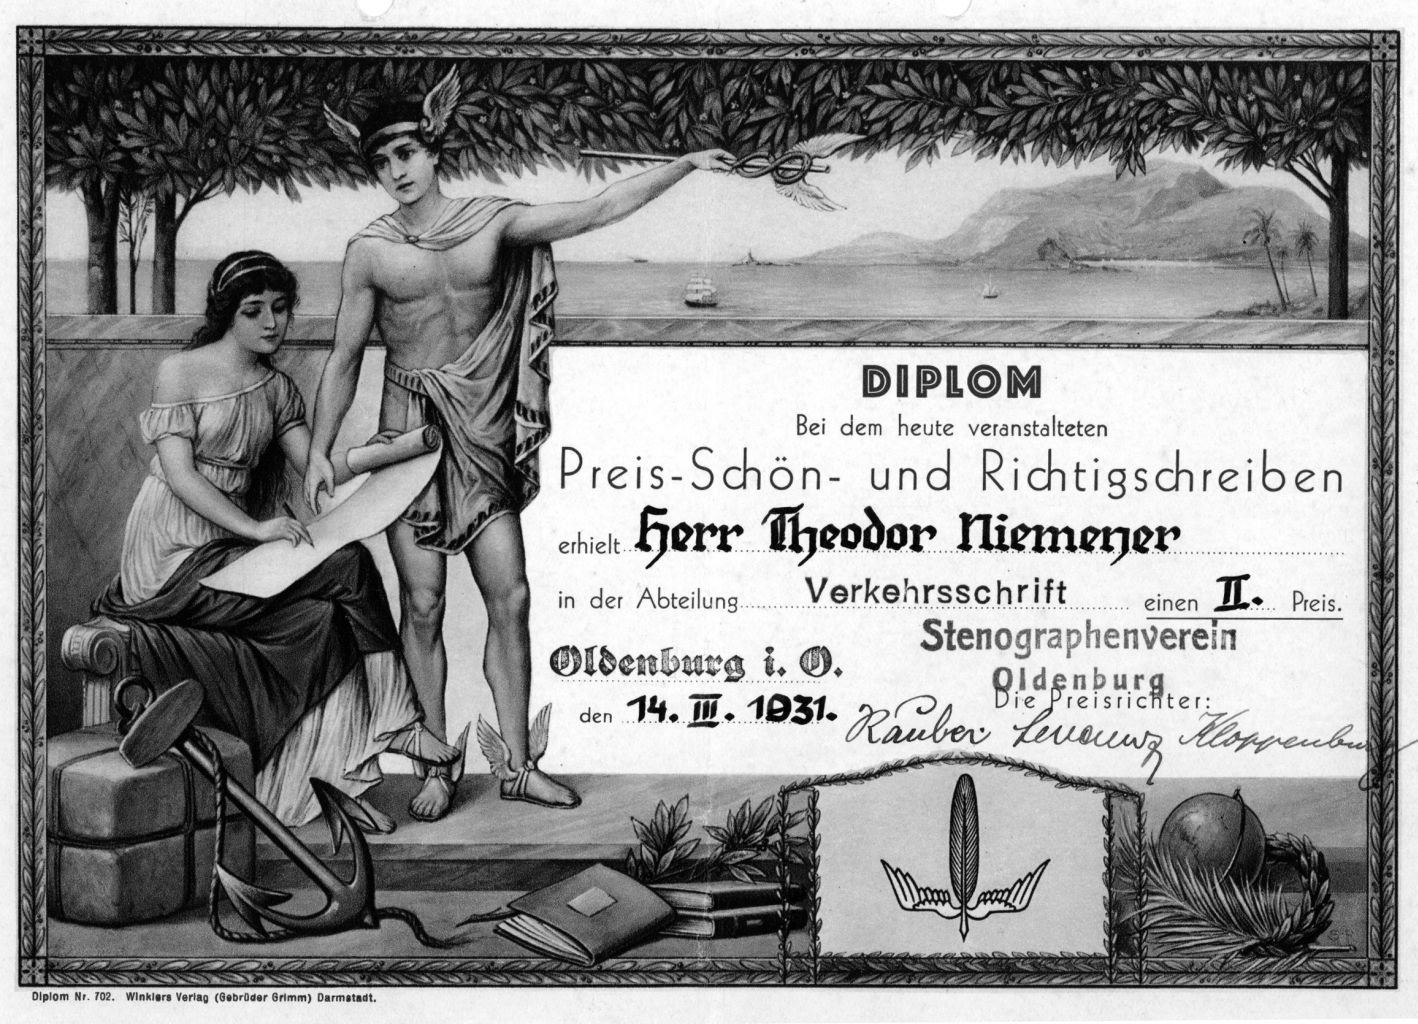 DIPLOM
Bei dem heute veranstalteten
Preis-Schön- und Richtigschreiben
erhielt Herr Theodor Niemeyer
in der Abteilung Verkehrsschrift einen II. Preis.
Stenographenverein
Oldenburg
Oldenburg i. O.
den 14. III. 1931.
Die Preisrichter:
Räuber Kloppenburg
Diplom Nr. 702. Winklers Verlag (Gebrüder Grimm) Darmstadt.